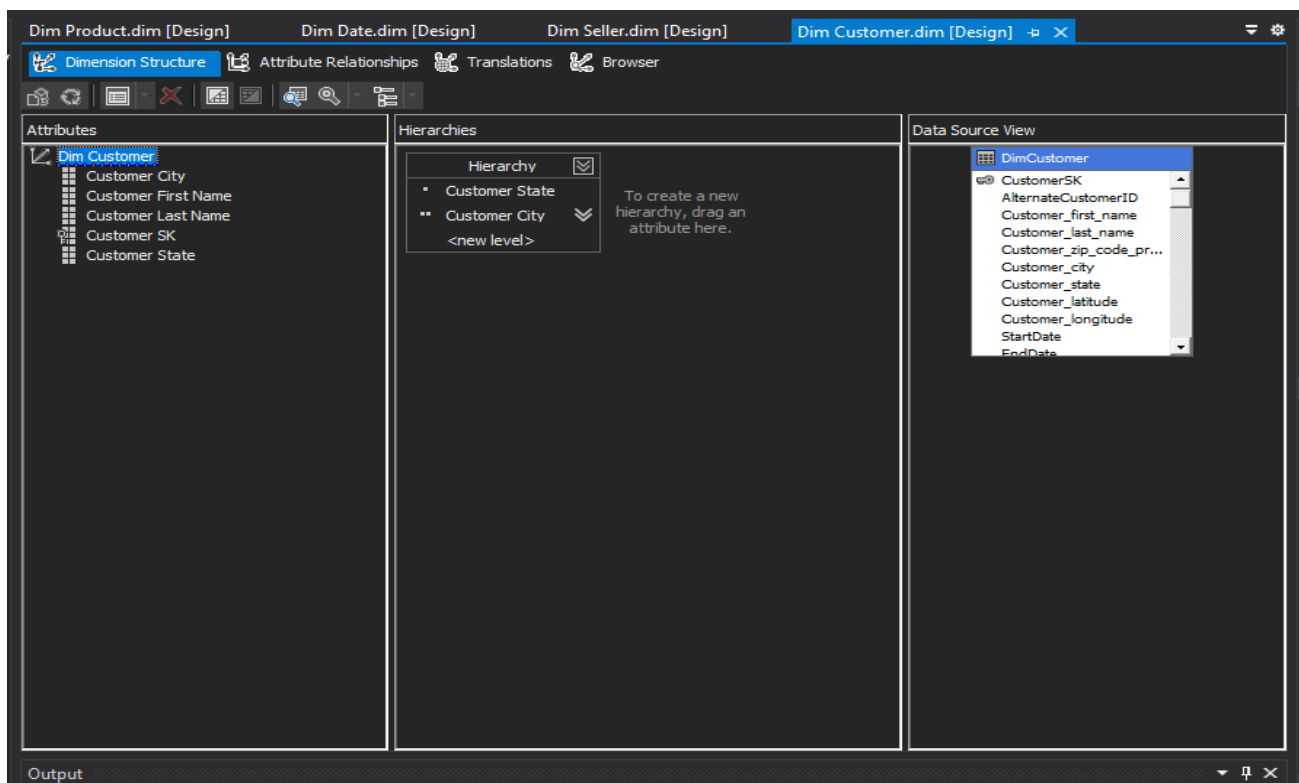 Dim Product.dim [Design] Dim Date.dim [Design] Dim Seller.dim [Design] Dim Customer.dim [Design]
Dimension Structure Attribute Relationships Translations Browser
Attributes
Dim Customer
Customer City
Customer First Name
Customer Last Name
Customer SK
Customer State
Hierarchies
Hierarchy
Customer State
Customer City
<new level>
To create a new
hierarchy, drag an
attribute here.
Data Source View
DimCustomer
CustomerSK
AlternateCustomerID
Customer_first_name
Customer_last_name
Customer_zip_code_pr...
Customer_city
Customer_state
Customer_latitude
Customer_longitude
StartDate
EndDate
Output